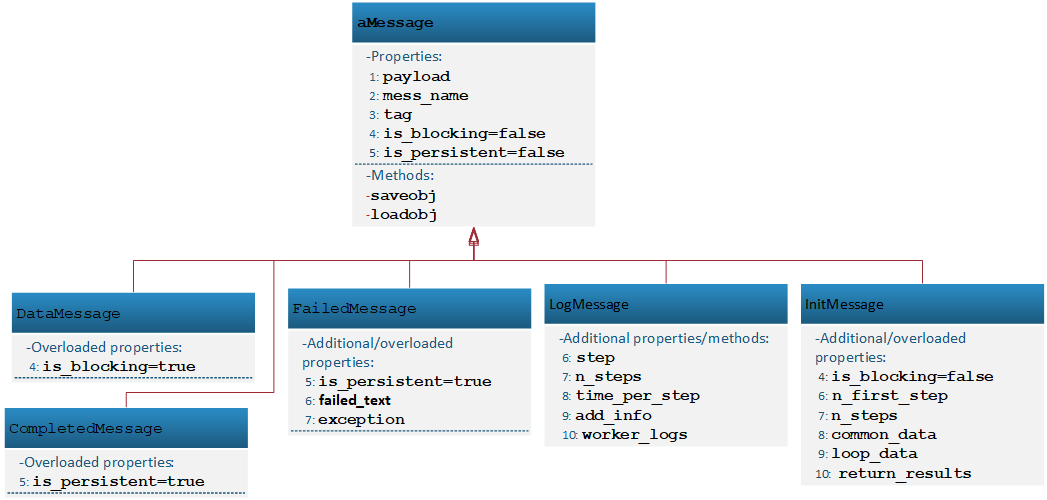 aMessage
-Properties:
1: payload
2: mess_name
3: tag
4: is_blocking=false
5: is_persistent=false
-Methods:
-saveobj
-loadobj
DataMessage
-Overloaded properties:
4: is_blocking=true
CompletedMessage
-Overloaded properties:
5: is_persistent=true
FailedMessage
-Additional/overloaded
properties:
5: is_persistent=true
6: failed_text
7: exception
LogMessage
-Additional properties/methods:
6: step
7: n_steps
8: time_per_step
9: add_info
10: worker_logs
InitMessage
-Additional/overloaded
properties:
4: is_blocking=false
6: n_first_step
7: n_steps
8: common_data
9: loop_data
10: return_results